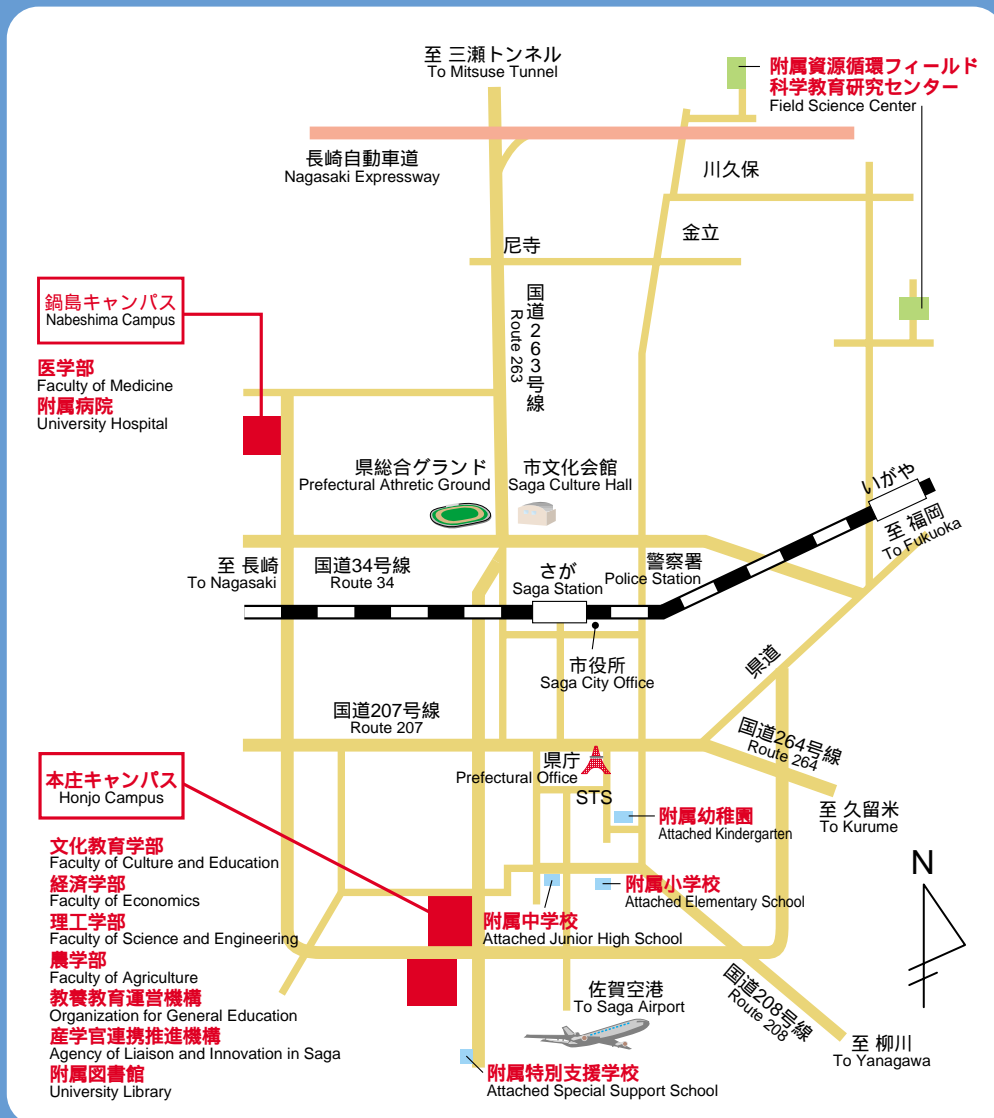 至 三瀬トンネル
To Mitsuse Tunnel
附属資源循環フィールド
科学教育研究センター
Field Science Center
長崎自動車道
Nagasaki Expressway
川久保
金立
尼寺
国道263号線
Route 263
鍋島キャンパス
Nabeshima Campus
医学部
Faculty of Medicine
附属病院
University Hospital
県総合グランド
Prefectural Athretic Ground
市文化会館
Saga Culture Hall
いがや
至 福岡
To Fukuoka
至 長崎
To Nagasaki
国道34号線
Route 34
さが
Saga Station
警察署
Police Station
市役所
Saga City Office
県道
国道207号線
Route 207
国道264号線
Route 264
県庁
Prefectural Office
STS
至 久留米
To Kurume
本庄キャンパス
Honjo Campus
附属幼稚園
Attached Kindergarten
文化教育学部
Faculty of Culture and Education
経済学部
Faculty of Economics
理工学部
Faculty of Science and Engineering
農学部
Faculty of Agriculture
教養教育運営機構
Organization for General Education
産学官連携推進機構
Agency of Liaison and Innovation in Saga
附属図書館
University Library
附属小学校
Attached Elementary School
附属中学校
Attached Junior High School
N
佐賀空港
To Saga Airport
国道208号線
Route 208
至 柳川
To Yanagawa
附属特別支援学校
Attached Special Support School